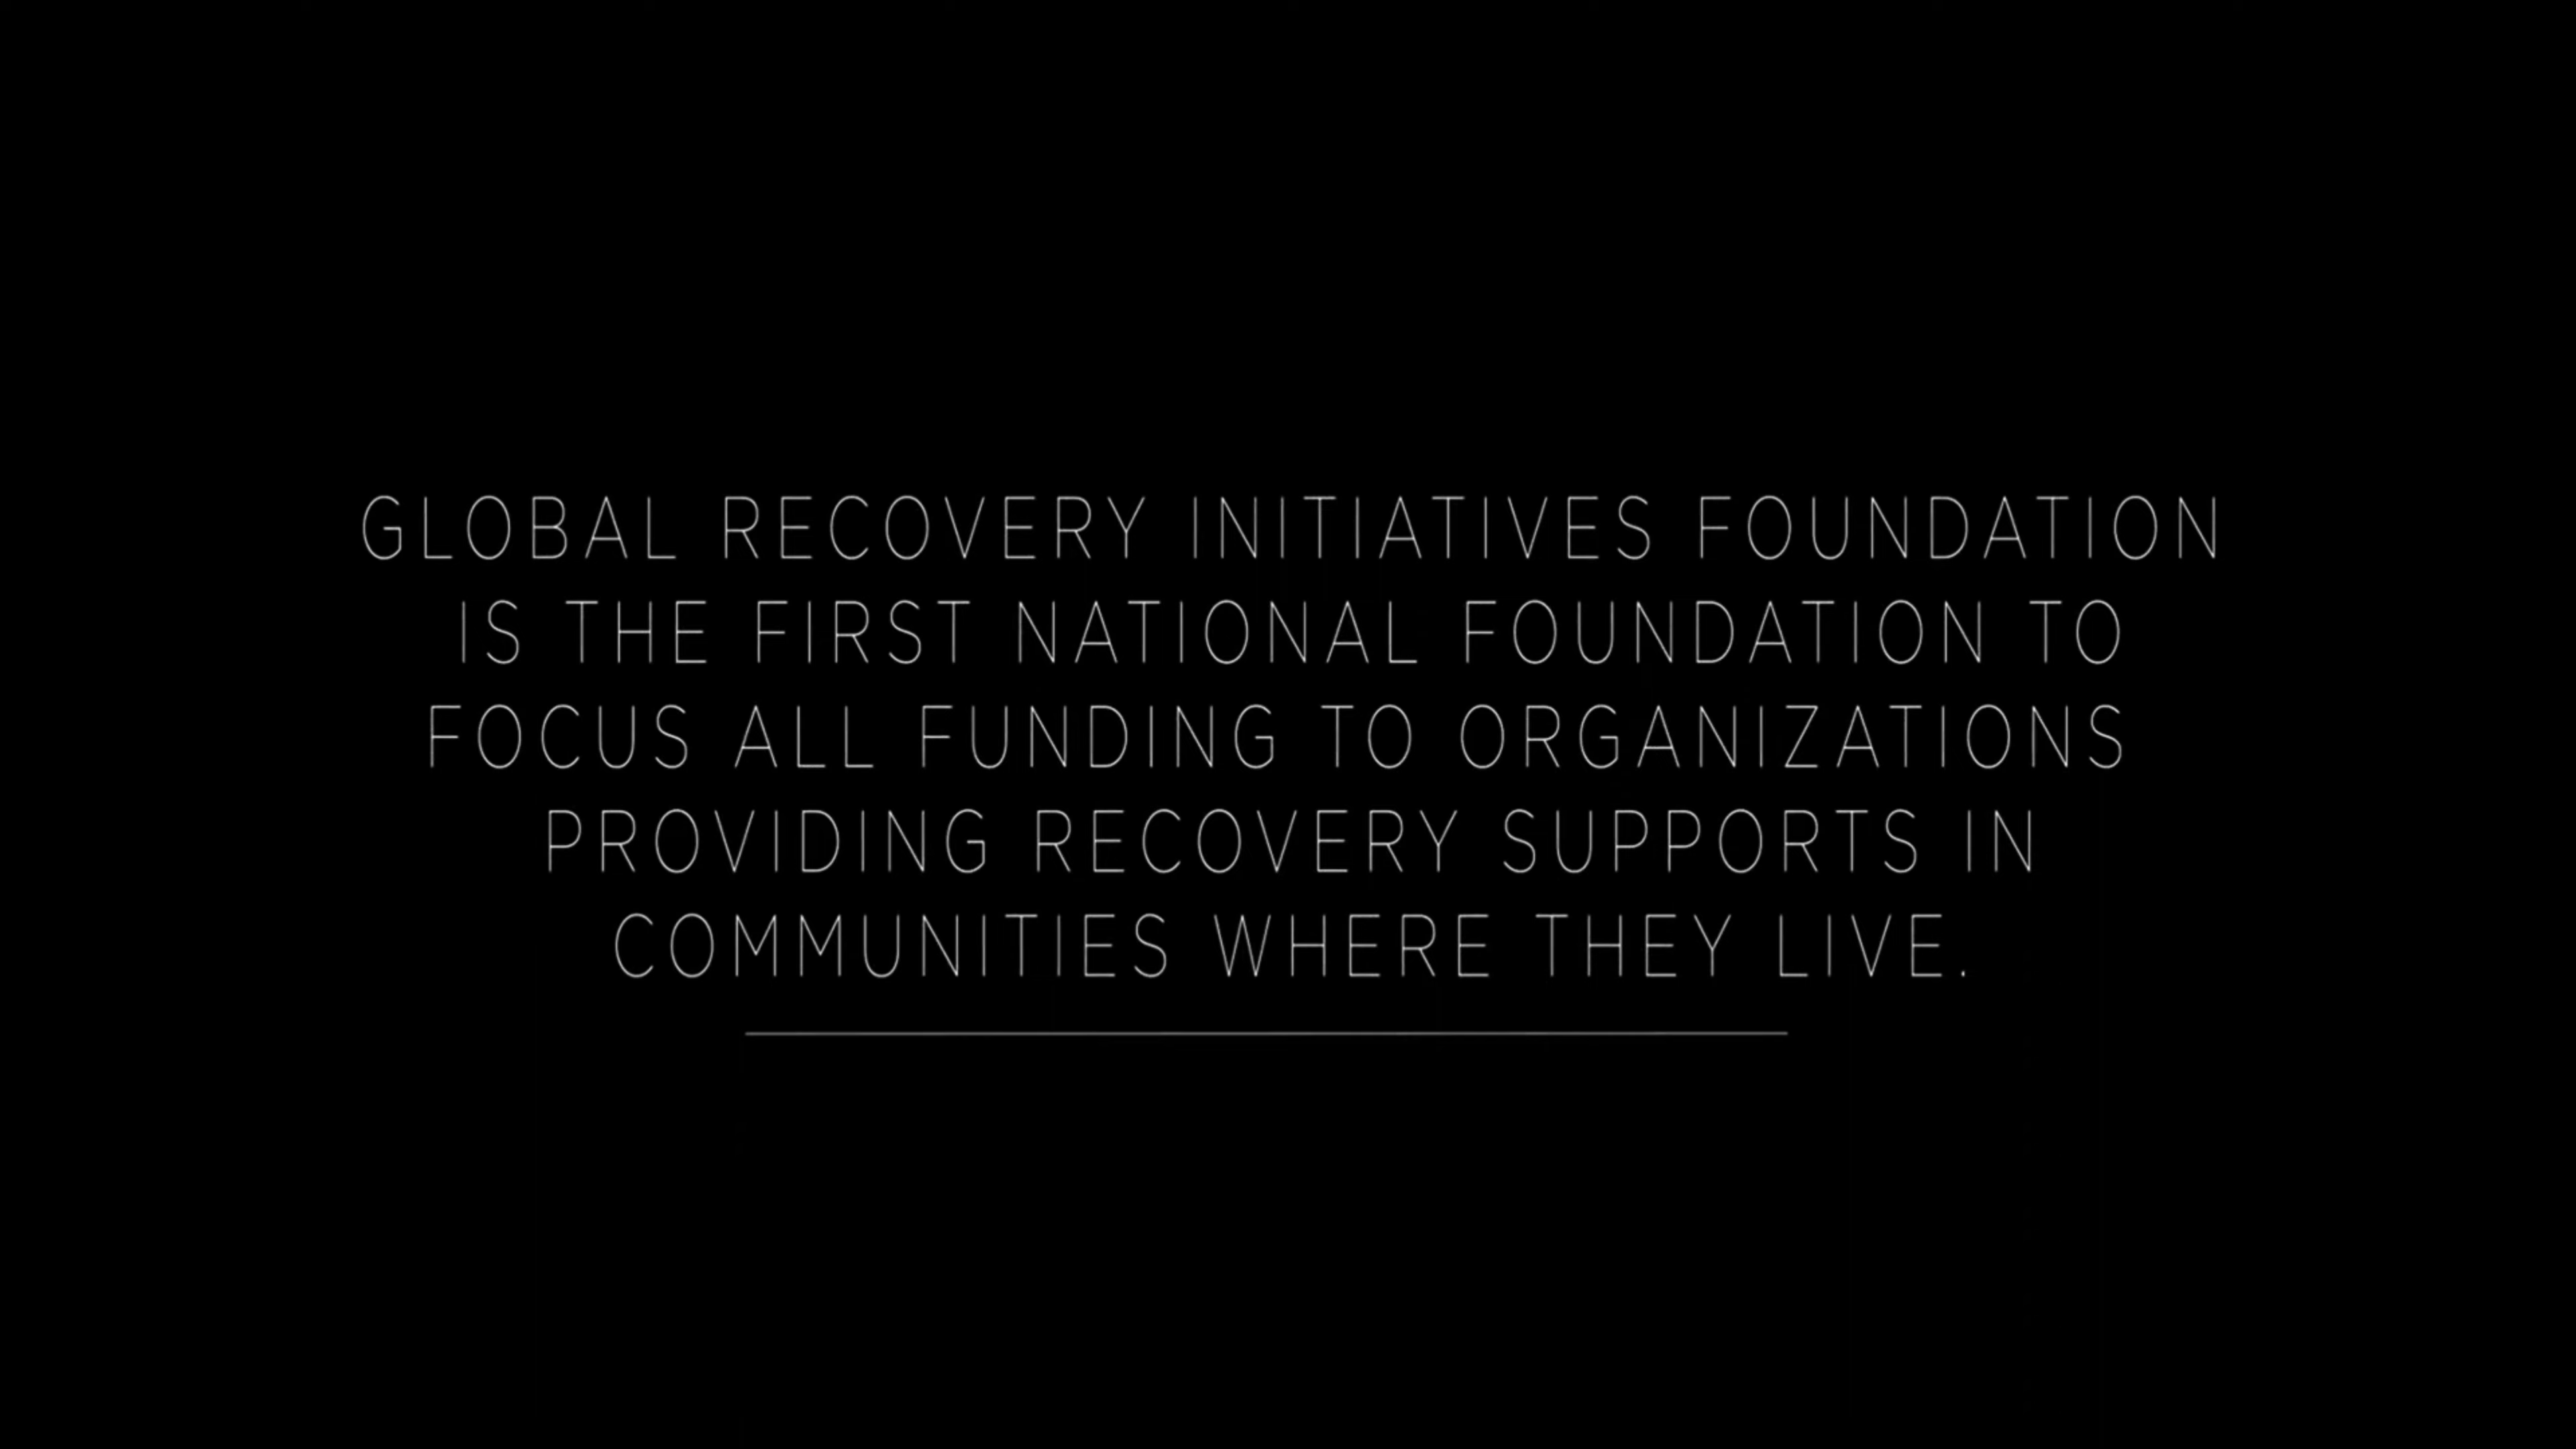 GLOBAL RECOVERY INITIATIVES FOUNDATION
IS THE FIRST NATIONAL FOUNDATION TO
FOCUS ALL FUNDING TO ORGANIZATIONS
PROVIDING RECOVERY SUPPORTS IN
COMMUNITIES WHERE THEY LIVE.